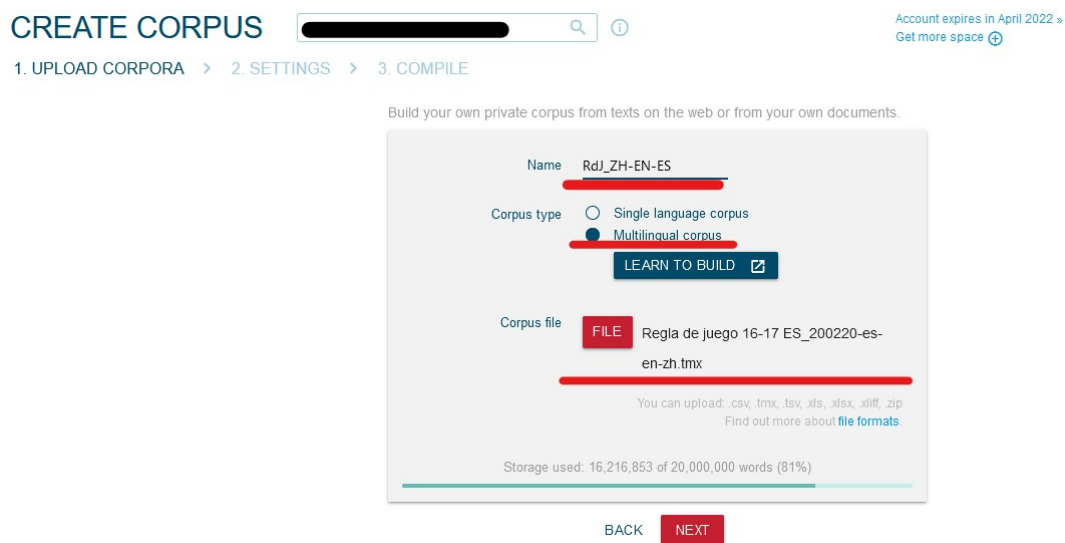 CREATE CORPUS
Account expires in April 2022 »
Get more space
1. UPLOAD CORPORA > 2. SETTINGS > 3. COMPILE
Build your own private corpus from texts on the web or from your own documents.
Name RdJ_ZH-EN-ES
Corpus type Single language corpus
Multilingual corpus
LEARN TO BUILD
Corpus file FILE Regla de juego 16-17 ES_200220-es-
en-zh.tmx
You can upload: .csv, .tmx, .tsv, .xls, .xlsx, .xliff, .zip
Find out more about file formats
Storage used: 16,216,853 of 20,000,000 words (81%)
BACK NEXT